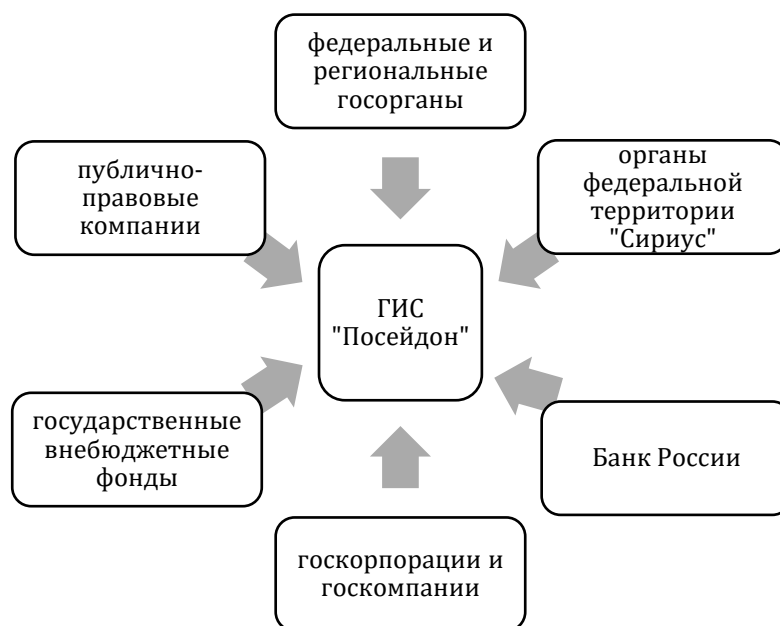 федеральные и
региональные
госорганы
публично-
правовые
компании
органы
федеральной
территории
"Сириус"
ГИС
"Посейдон"
государственные
внебюджетные
фонды
Банк России
госкорпорации и
госкомпании